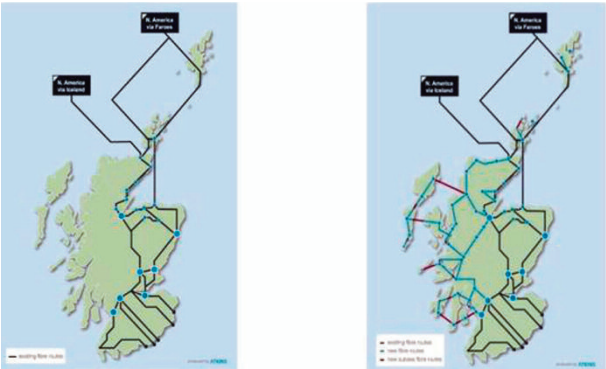 N. America
via Faroes
N. America
via Iceland
existing fibre routes
N. America
via Faroes
N. America
via Iceland
existing fibre routes
new fibre routes
new subsea fibre routes